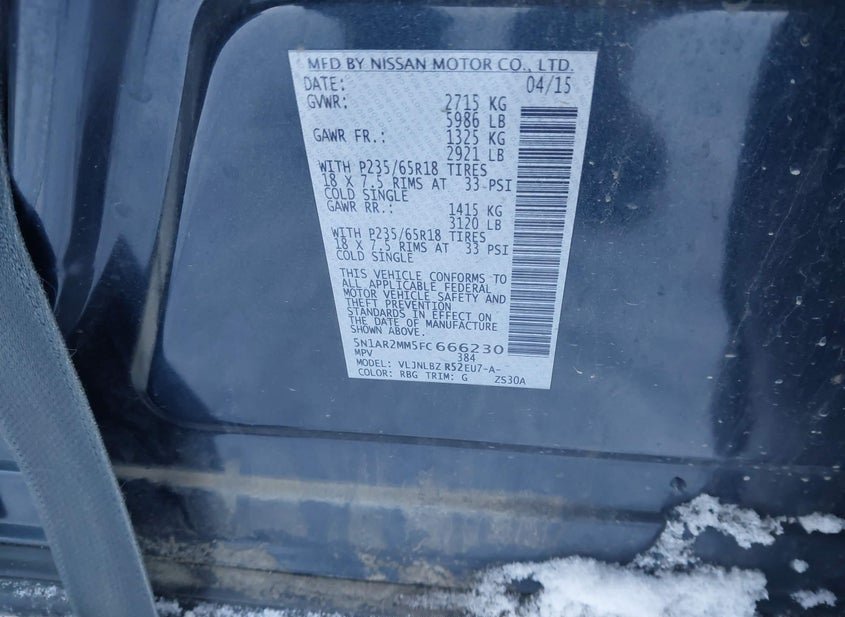 MFD BY NISSAN MOTOR CO., LTD.
DATE: 04/15
GVWR: 2715 KG
5986 LB
GAWR FR.: 1325 KG
2921 LB
WITH P235/65R18 TIRES
18 X 7.5 RIMS AT 33 PSI
COLD SINGLE
GAWR RR.: 1415 KG
3120 LB
WITH P235/65R18 TIRES
18 X 7.5 RIMS AT 33 PSI
COLD SINGLE
THIS VEHICLE CONFORMS TO
ALL APPLICABLE FEDERAL
MOTOR VEHICLE SAFETY AND
THEFT PREVENTION
STANDARDS IN EFFECT ON
THE DATE OF MANUFACTURE
SHOWN ABOVE.
5N1AR2MM5FC666230
MPV 384
MODEL: VLJNLBZ R52EU7-A-
COLOR: RBG TRIM: G ZS30A